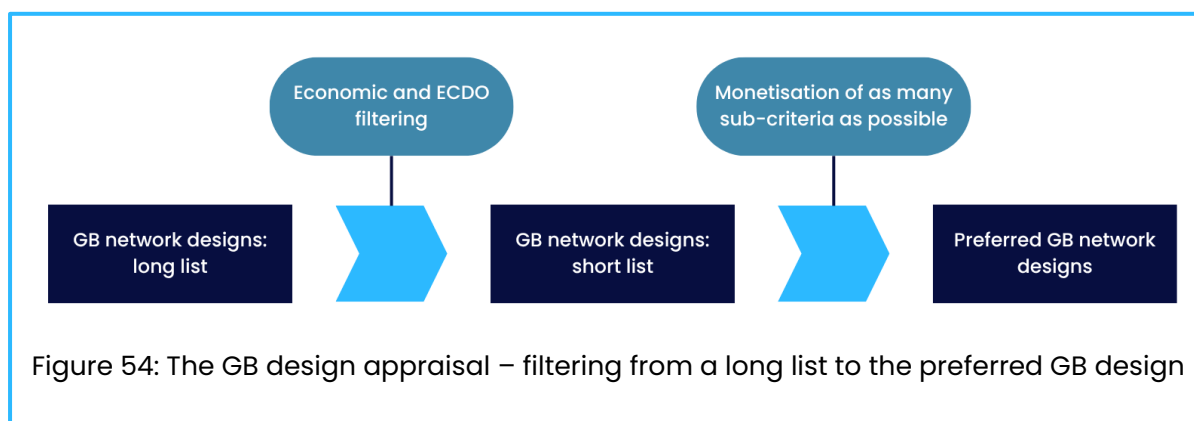 Economic and ECDO
filtering
Monetisation of as many
sub-criteria as possible
GB network designs:
long list
GB network designs:
short list
Preferred GB network
designs
Figure 54: The GB design appraisal – filtering from a long list to the preferred GB design